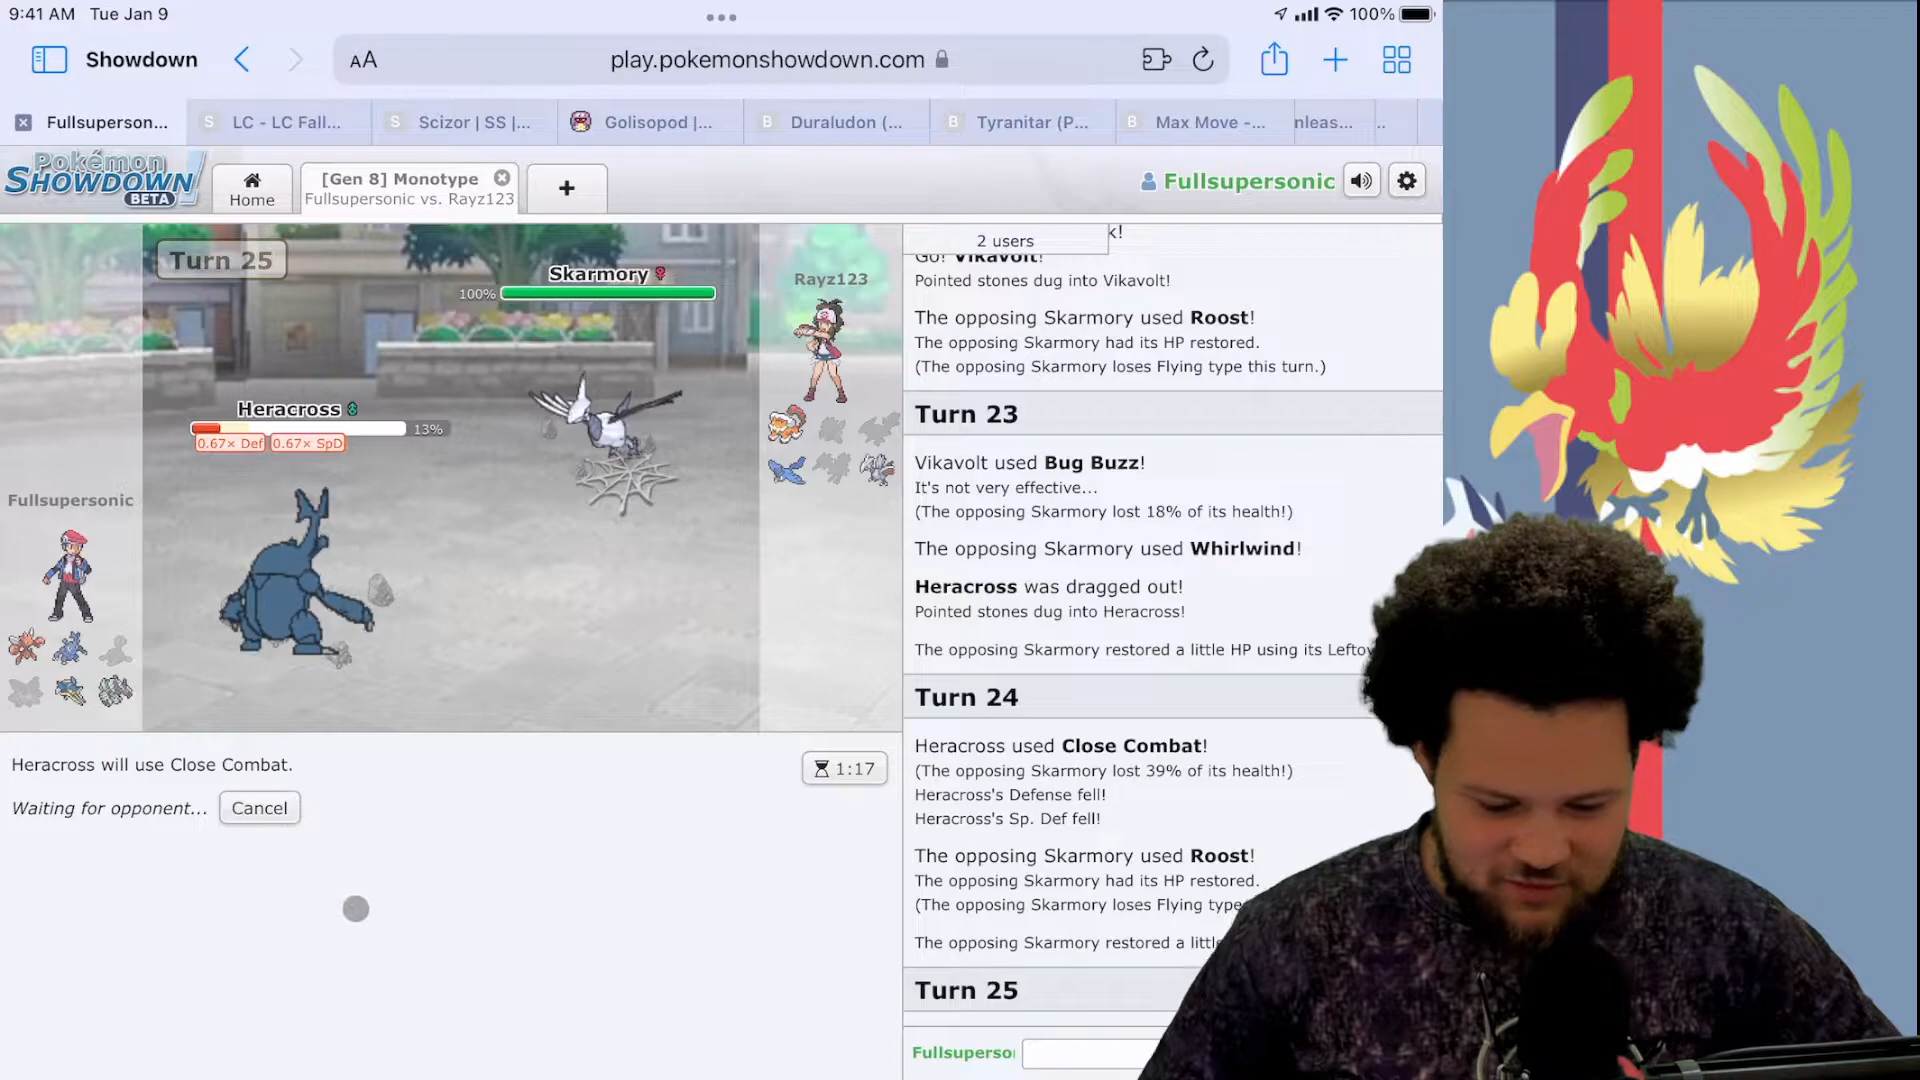 9:41 AM Tue Jan 9
100%
Showdown
AA
play.pokemonshowdown.com
Fullsuperson...
S LC - LC Fall...
S Scizor | SS |...
Golisopod |...
B Duraludon (...
B Tyranitar (P...
B Max Move -...
nleas...
..
Pokémon
SHOWDOWN!
BETA
Home
[Gen 8] Monotype
Fullsupersonic vs. Rayz123
+
Fullsupersonic
Turn 25
Skarmory
100%
Rayz123
Heracross
13%
0.67× Def 0.67× SpD
Fullsupersonic
Heracross will use Close Combat.
1:17
Waiting for opponent... Cancel
2 users
k!
Go! Vikavolt!
Pointed stones dug into Vikavolt!
The opposing Skarmory used Roost!
The opposing Skarmory had its HP restored.
(The opposing Skarmory loses Flying type this turn.)
Turn 23
Vikavolt used Bug Buzz!
It's not very effective...
(The opposing Skarmory lost 18% of its health!)
The opposing Skarmory used Whirlwind!
Heracross was dragged out!
Pointed stones dug into Heracross!
The opposing Skarmory restored a little HP using its Leftov
Turn 24
Heracross used Close Combat!
(The opposing Skarmory lost 39% of its health!)
Heracross's Defense fell!
Heracross's Sp. Def fell!
The opposing Skarmory used Roost!
The opposing Skarmory had its HP restored.
(The opposing Skarmory loses Flying type
The opposing Skarmory restored a little
Turn 25
Fullsuperso